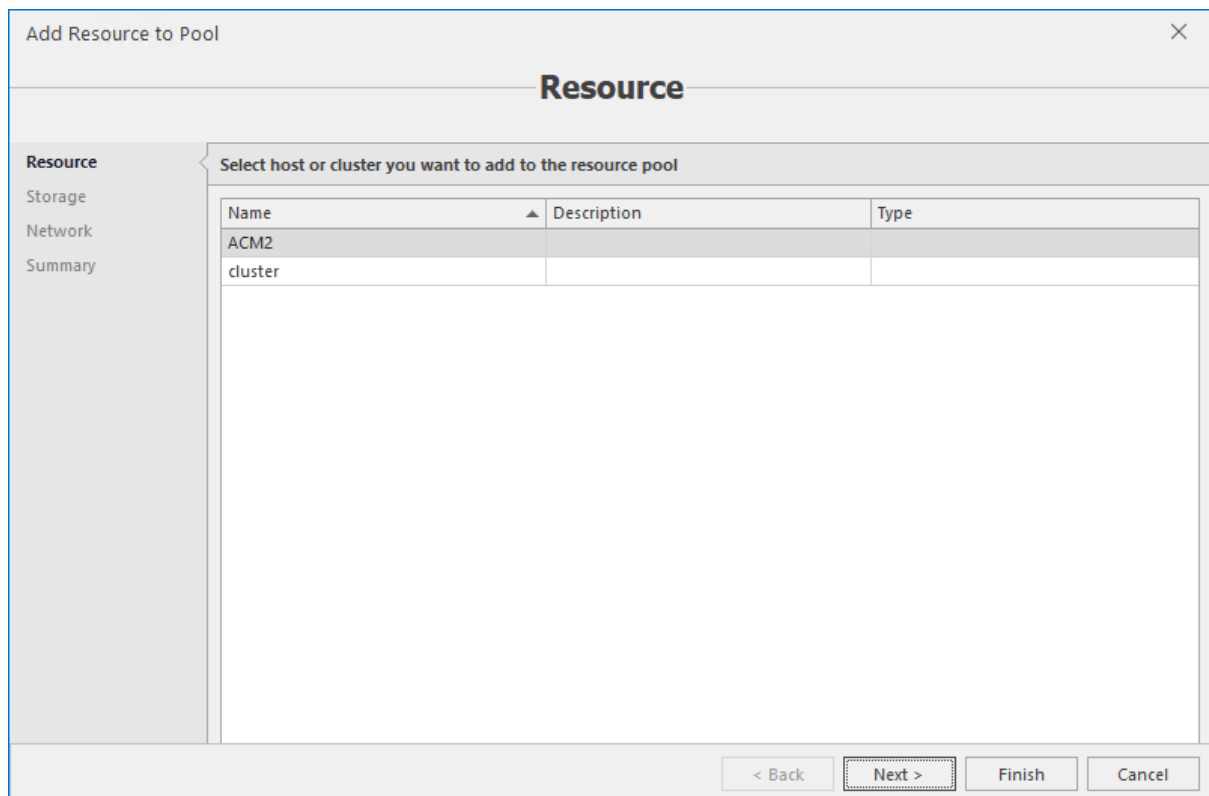 Add Resource to Pool
Resource
Resource
Storage
Network
Summary
Select host or cluster you want to add to the resource pool
Name Description Type
ACM2
cluster
< Back Next > Finish Cancel